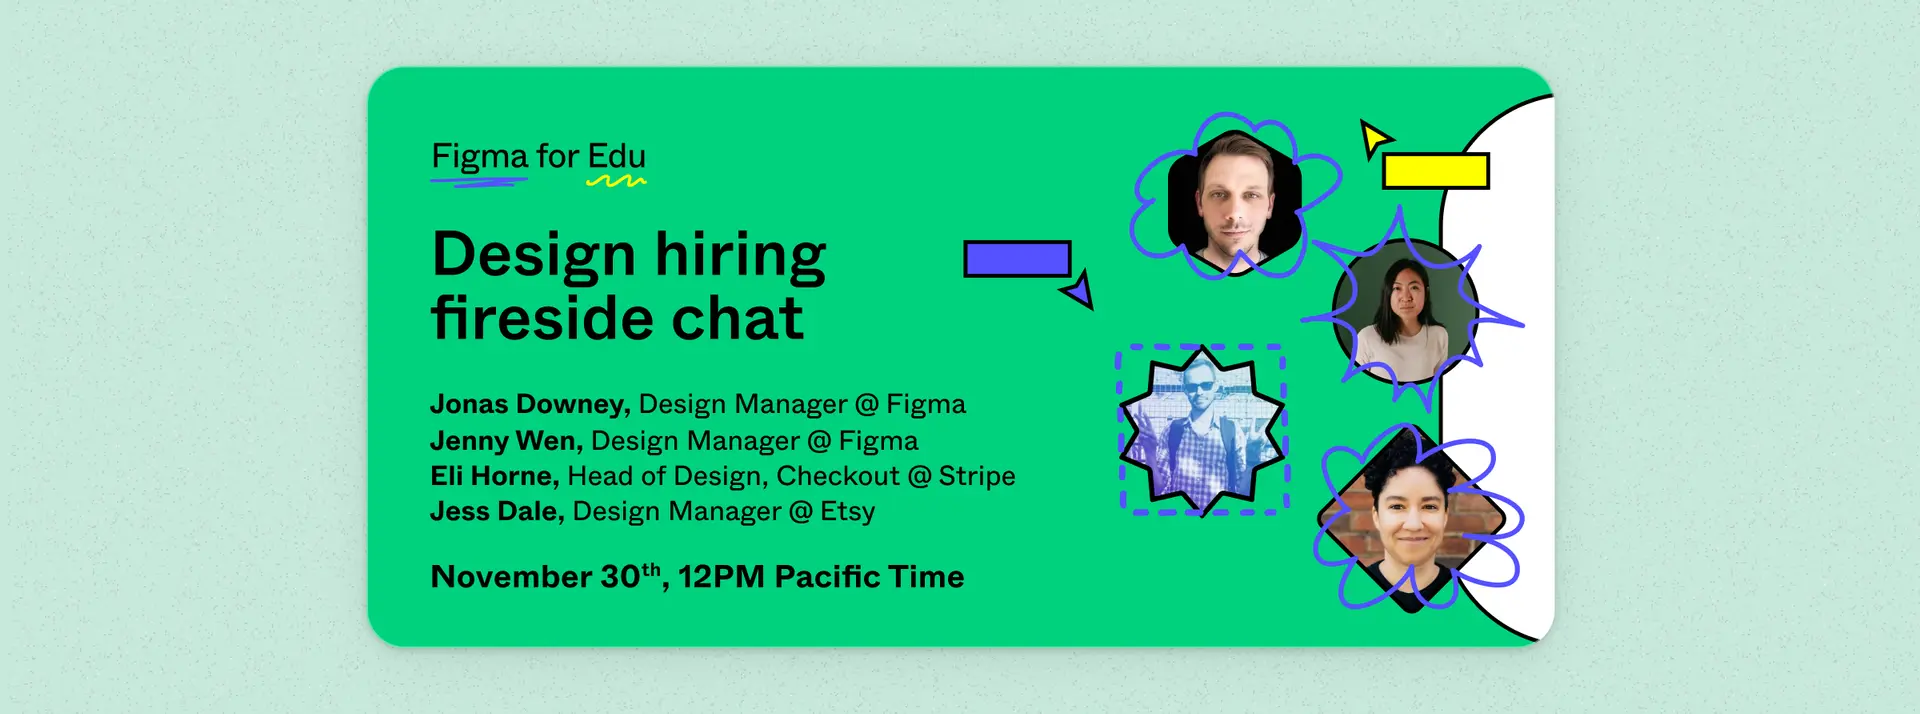 Figma for Edu
Design hiring
fireside chat
Jonas Downey, Design Manager @ Figma
Jenny Wen, Design Manager @ Figma
Eli Horne, Head of Design, Checkout @ Stripe
Jess Dale, Design Manager @ Etsy
November 30th, 12PM Pacific Time